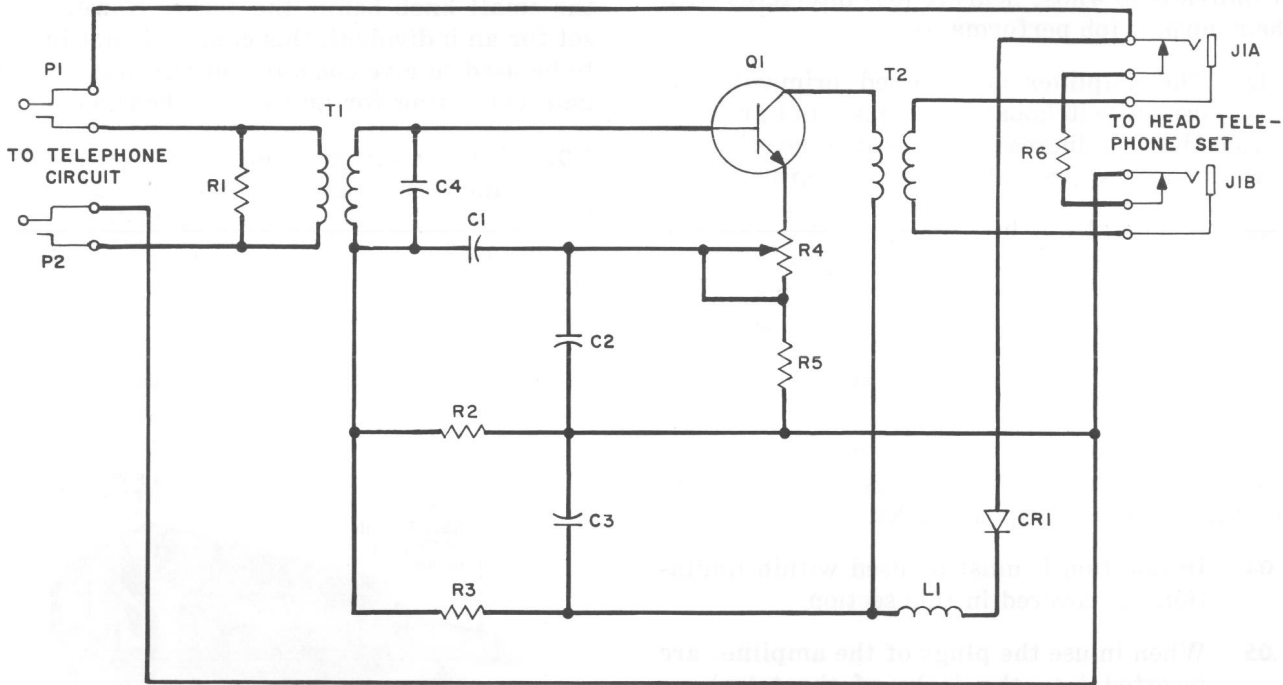 P1
TO TELEPHONE
CIRCUIT
P2
R1
T1
C4
C1
Q1
T2
R4
C2
R5
R2
C3
R3
L1
CR1
R6
J1A
TO HEAD TELE-
PHONE SET
J1B